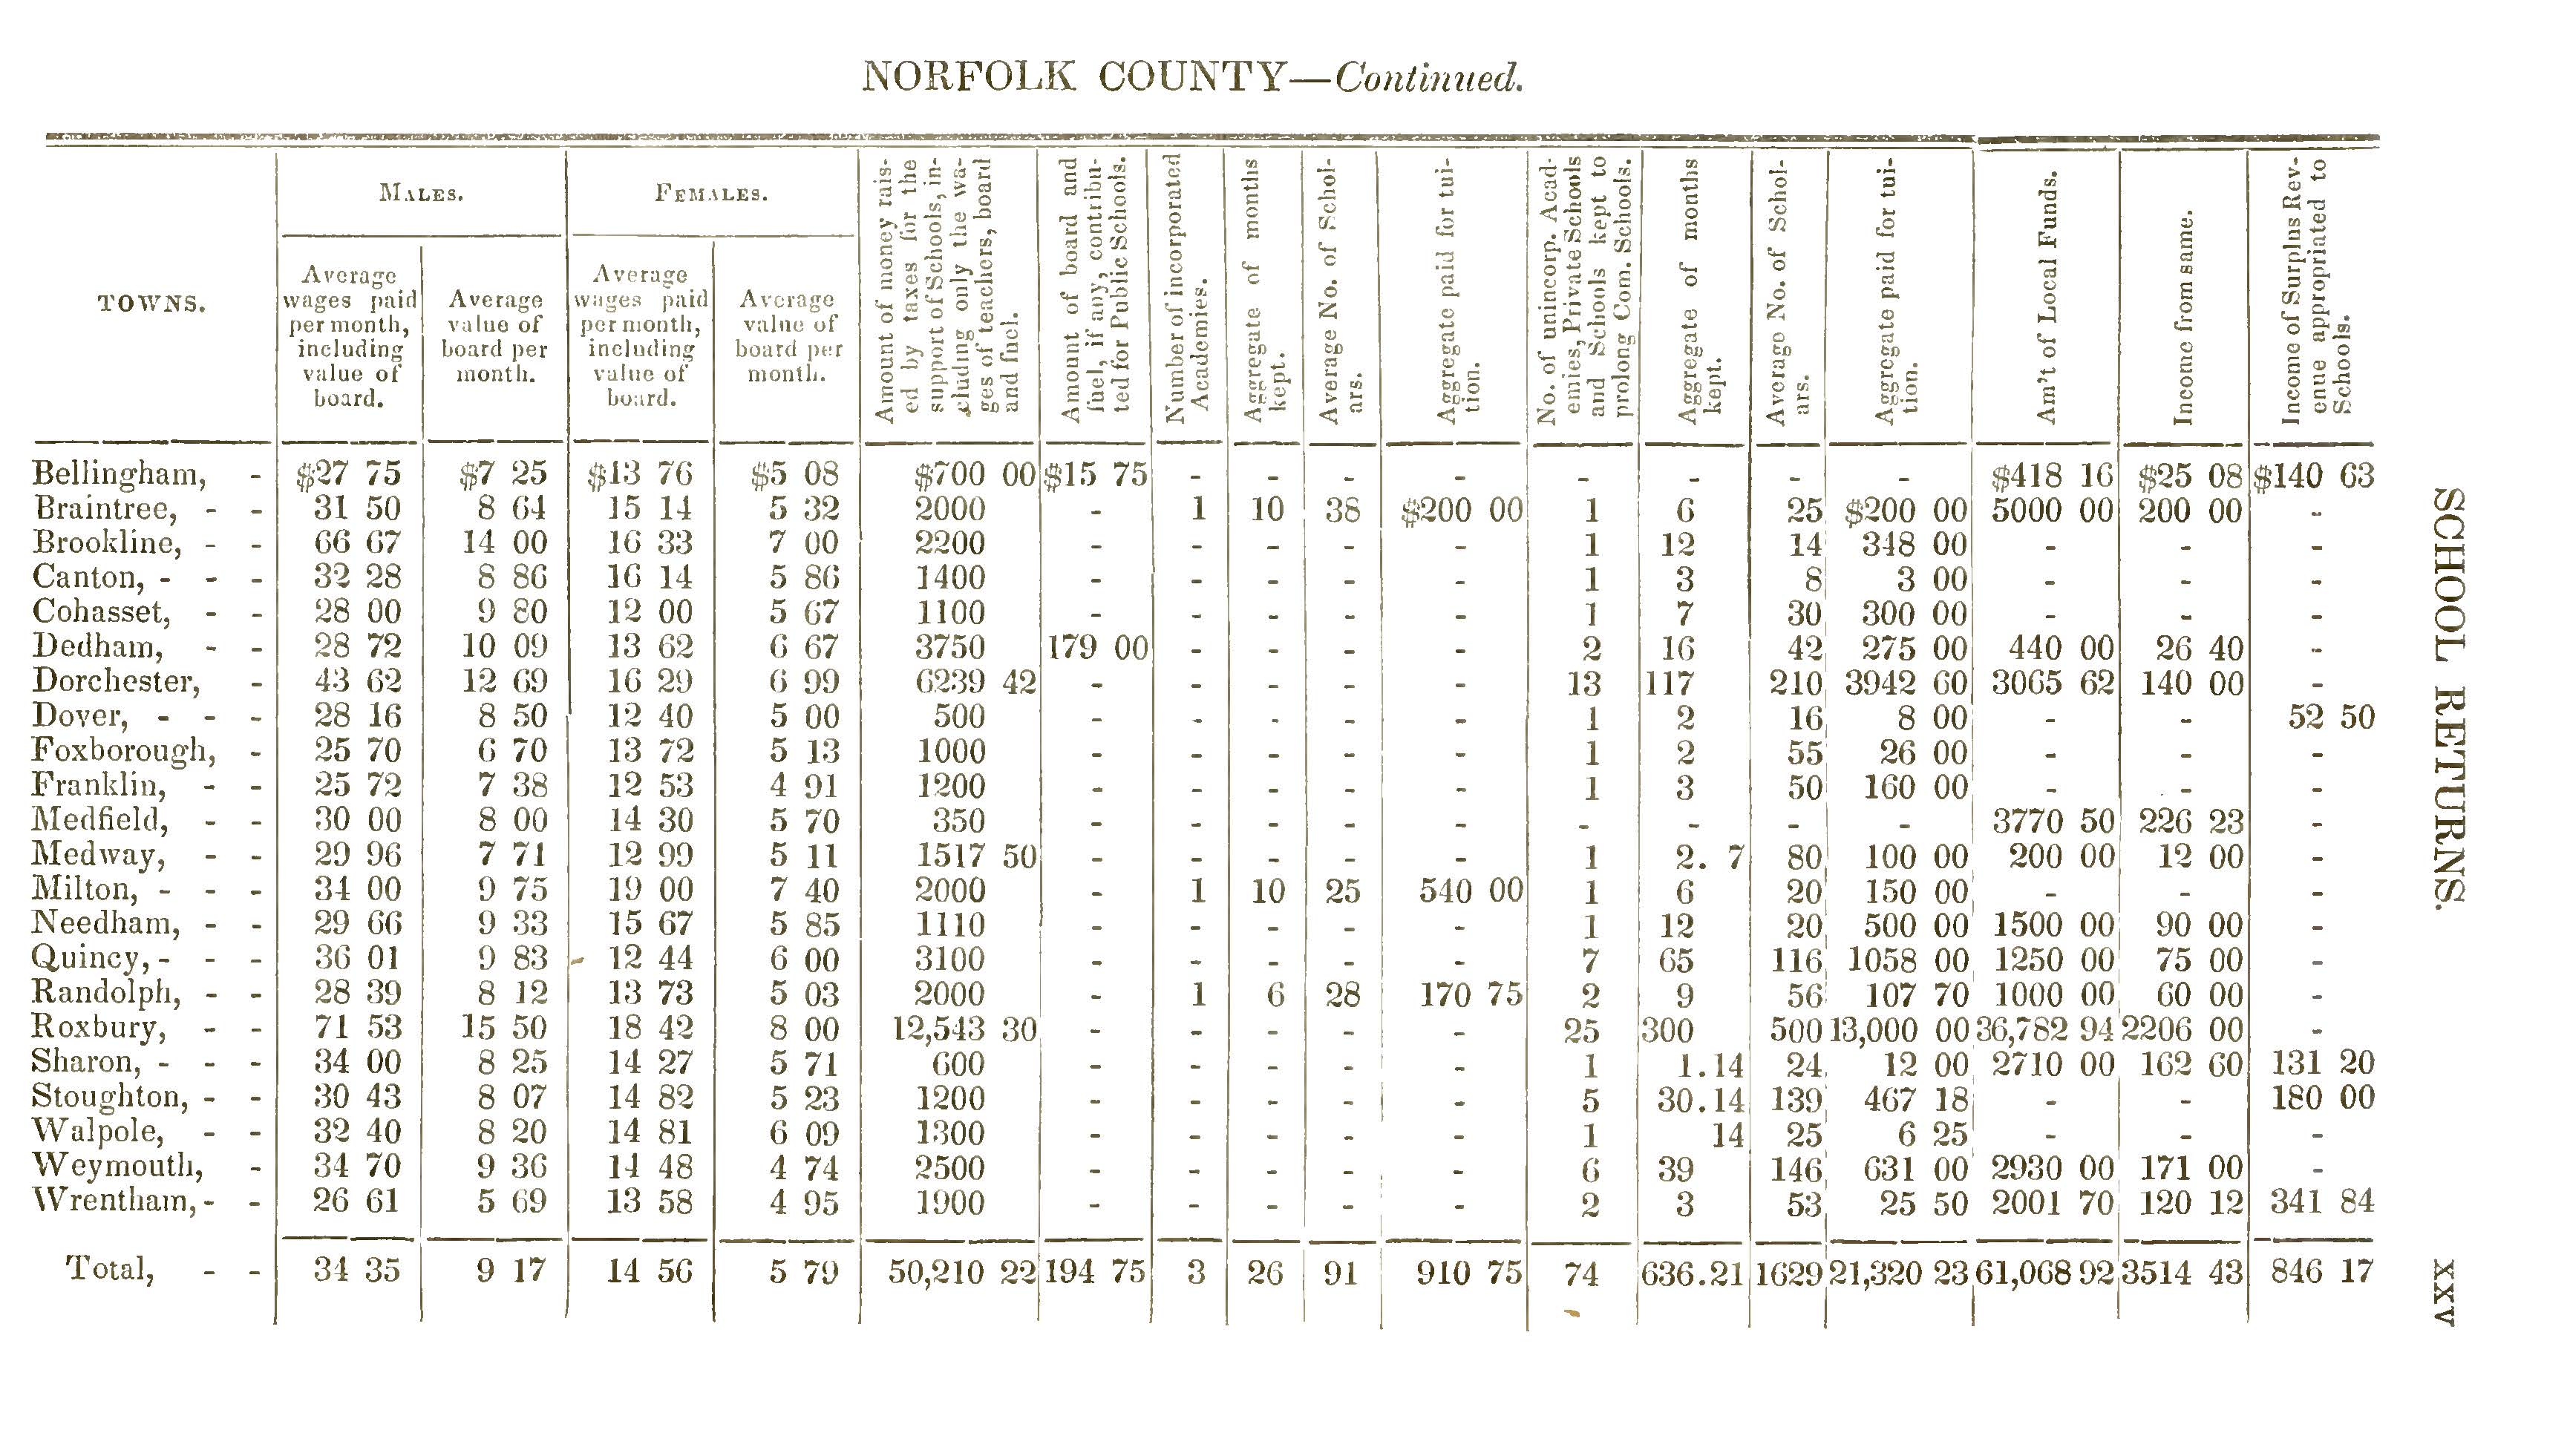 NORFOLK COUNTY—Continued.
TOWNS.
MALES.
FEMALES.
Average wages paid per month, including value of board.
Average value of board per month.
Average wages paid per month, including value of board.
Average value of board per month.
Amount of money raised by taxes for the support of Schools, including only the wages of teachers, board and fuel.
Amount of board and fuel, if any, contributed for Public Schools.
Number of incorporated Academies.
Aggregate of months kept.
Average No. of Scholars.
Aggregate paid for tuition.
No. of unincorp. Academies, Private Schools and Schools kept to prolong Com. Schools.
Aggregate of months kept.
Average No. of Scholars.
Aggregate paid for tuition.
Am't of Local Funds.
Income from same.
Income of Surplus Revenue appropriated to Schools.
Bellingham, - $27 75 $7 25 $13 76 $5 08 $700 00 $15 75 - - - - - - - - $418 16 $25 08 $140 63
Braintree, - - 31 50 8 64 15 14 5 32 2000 - 1 10 38 $200 00 1 6 25 $200 00 5000 00 200 00 -
Brookline, - - 66 67 14 00 16 33 7 00 2200 - - - - - 1 12 14 348 00 - - -
Canton, - - - 32 28 8 86 16 14 5 86 1400 - - - - - 1 3 8 3 00 - - -
Cohasset, - - 28 00 9 80 12 00 5 67 1100 - - - - - 1 7 30 300 00 - - -
Dedham, - - 28 72 10 09 13 62 6 67 3750 179 00 - - - - 2 16 42 275 00 440 00 26 40 -
Dorchester, - 43 62 12 69 16 29 6 99 6239 42 - - - - - 13 117 210 3942 60 3065 62 140 00 -
Dover, - - - 28 16 8 50 12 40 5 00 500 - - - - - 1 2 16 8 00 - - 52 50
Foxborough, - 25 70 6 70 13 72 5 13 1000 - - - - - 1 2 55 26 00 - - -
Franklin, - - 25 72 7 38 12 53 4 91 1200 - - - - - 1 3 50 160 00 - - -
Medfield, - - 30 00 8 00 14 30 5 70 350 - - - - - - - - - 3770 50 226 23 -
Medway, - - 29 96 7 71 12 99 5 11 1517 50 - - - - - 1 2. 7 80 100 00 200 00 12 00 -
Milton, - - - 34 00 9 75 19 00 7 40 2000 - 1 10 25 540 00 1 6 20 150 00 - - -
Needham, - - 29 66 9 33 15 67 5 85 1110 - - - - - 1 12 20 500 00 1500 00 90 00 -
Quincy, - - - 36 01 9 83 12 44 6 00 3100 - - - - - 7 65 116 1058 00 1250 00 75 00 -
Randolph, - - 28 39 8 12 13 73 5 03 2000 - 1 6 28 170 75 2 9 56 107 70 1000 00 60 00 -
Roxbury, - - 71 53 15 50 18 42 8 00 12,543 30 - - - - - 25 300 500 13,000 00 36,782 94 2206 00 -
Sharon, - - - 34 00 8 25 14 27 5 71 600 - - - - - 1 1.14 24 12 00 2710 00 162 60 131 20
Stoughton, - - 30 43 8 07 14 82 5 23 1200 - - - - - 5 30.14 139 467 18 - - 180 00
Walpole, - - 32 40 8 20 14 81 6 09 1300 - - - - - 1 14 25 6 25 - - -
Weymouth, - 34 70 9 36 14 48 4 74 2500 - - - - - 6 39 146 631 00 2930 00 171 00 -
Wrentham, - - 26 61 5 69 13 58 4 95 1900 - - - - - 2 3 53 25 50 2001 70 120 12 341 84
Total, - - 34 35 9 17 14 56 5 79 50,210 22 194 75 3 26 91 910 75 74 636.21 1629 21,320 23 61,068 92 3514 43 846 17
SCHOOL RETURNS.
xxv